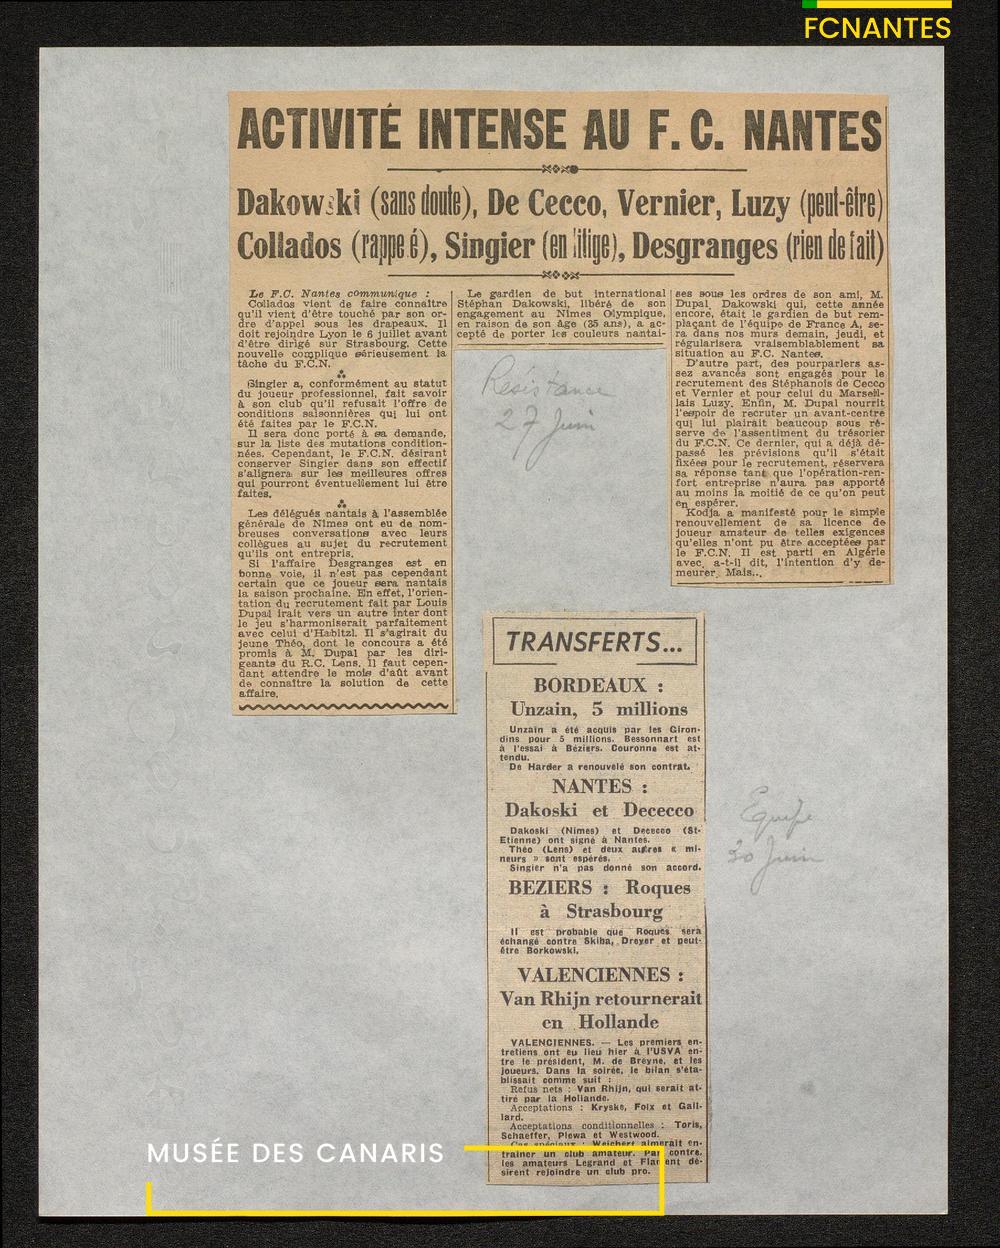 FCNANTES
ACTIVITÉ INTENSE AU F. C. NANTES
Dakowski (sans doute), De Cecco, Vernier, Luzy (peut-être)
Collados (rappelé), Singier (en litige), Desgranges (rien de fait)
Le F.C. Nantes communique :
Collados vient de faire connaître
qu'il vient d'être touché par son or-
dre d'appel sous les drapeaux. Il
doit rejoindre Lyon le 6 juillet avant
d'être dirigé sur Strasbourg. Cette
nouvelle complique sérieusement la
tâche du F.C.N.
Singier a, conformément au statut
du joueur professionnel, fait savoir
à son club qu'il refusait l'offre de
conditions saisonnières qui lui ont
été faites par le F.C.N.
Il sera donc porté à sa demande,
sur la liste des mutations condition-
nées. Cependant, le F.C.N. désirant
conserver Singier dans son effectif
s'alignera sur les meilleures offres
qui pourront éventuellement lui être
faites.
Les délégués nantais à l'assemblée
générale de Nîmes ont eu de nom-
breuses conversations avec leurs
collègues au sujet du recrutement
qu'ils ont entrepris.
Si l'affaire Desgranges est en
bonne voie, il n'est pas cependant
certain que ce joueur sera nantais
la saison prochaine. En effet, l'orien-
tation du recrutement fait par Louis
Dupal irait vers un autre inter dont
le jeu s'harmoniserait parfaitement
avec celui d'Habitzl. Il s'agirait du
jeune Théo, dont le concours a été
promis à M. Dupal par les diri-
geants du R.C. Lens. Il faut cepen-
dant attendre le mois d'aût avant
de connaître la solution de cette
affaire.
Le gardien de but international
Stéphan Dakowski, libéré de son
engagement au Nîmes Olympique,
en raison de son âge (35 ans), a ac-
cepté de porter les couleurs nantai-
Résistance
27 Juin
ses sous les ordres de son ami, M.
Dupal. Dakowski qui, cette année
encore, était le gardien de but rem-
plaçant de l'équipe de France A, se-
ra dans nos murs demain, jeudi, et
régularisera vraisemblablement sa
situation au F.C. Nantes.
D'autre part, des pourparlers as-
sez avancés sont engagés pour le
recrutement des Stéphanois de Cecco
et Vernier et pour celui du Marseil-
lais Luzy. Enfin, M. Dupal nourrit
l'espoir de recruter un avant-centre
qui lui plairait beaucoup sous ré-
serve de l'assentiment du trésorier
du F.C.N. Ce dernier, qui a déjà dé-
passé les prévisions qu'il s'était
fixées pour le recrutement, réservera
sa réponse tant que l'opération-ren-
fort entreprise n'aura pas apporté
au moins la moitié de ce qu'on peut
en espérer.
Kodja a manifesté pour le simple
renouvellement de sa licence de
joueur amateur de telles exigences
qu'elles n'ont pu être acceptées par
le F.C.N. Il est parti en Algérie
avec, a-t-il dit, l'intention d'y de-
meurer. Mais...
TRANSFERTS...
BORDEAUX :
Unzain, 5 millions
Unzain a été acquis par les Giron-
dins pour 5 millions. Bessonnart est
à l'essai à Béziers. Couronne est at-
tendu.
De Harder a renouvelé son contrat.
NANTES :
Dakoski et Dececco
Dakoski (Nîmes) et Dececco (St-
Etienne) ont signé à Nantes.
Théo (Lens) et deux autres « mi-
neurs » sont espérés.
Singier n'a pas donné son accord.
BEZIERS : Roques
à Strasbourg
Il est probable que Roques sera
échangé contre Skiba, Dreyer et peut-
être Borkowski.
VALENCIENNES :
Van Rhijn retournerait
en Hollande
VALENCIENNES. — Les premiers en-
tretiens ont eu lieu hier à l'USVA en-
tre le président, M. de Breyne, et les
joueurs. Dans la soirée, le bilan s'éta-
blissait comme suit :
Refus nets : Van Rhijn, qui serait at-
tiré par la Hollande.
Acceptations : Kryske, Foix et Gail-
lard.
Acceptations conditionnelles : Toris,
Schaeffer, Plewa et Westwood.
Cas spéciaux : Weichert aimerait en-
traîner un club amateur. Par contre,
les amateurs Legrand et Flament dé-
sirent rejoindre un club pro.
Equipe
30 Juin
MUSÉE DES CANARIS